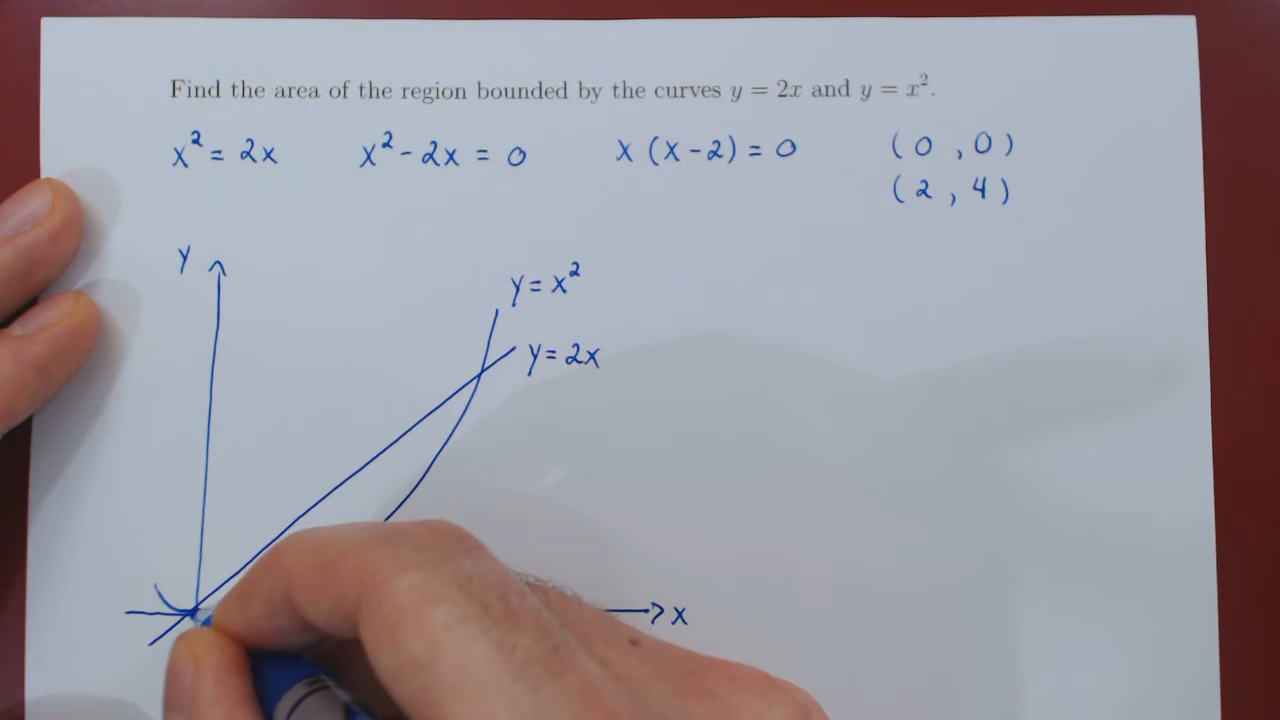 Find the area of the region bounded by the curves y = 2x and y = x².
x² = 2x    x² - 2x = 0    x (x - 2) = 0    (0, 0)
(2, 4)
y
y = x²
y = 2x
x